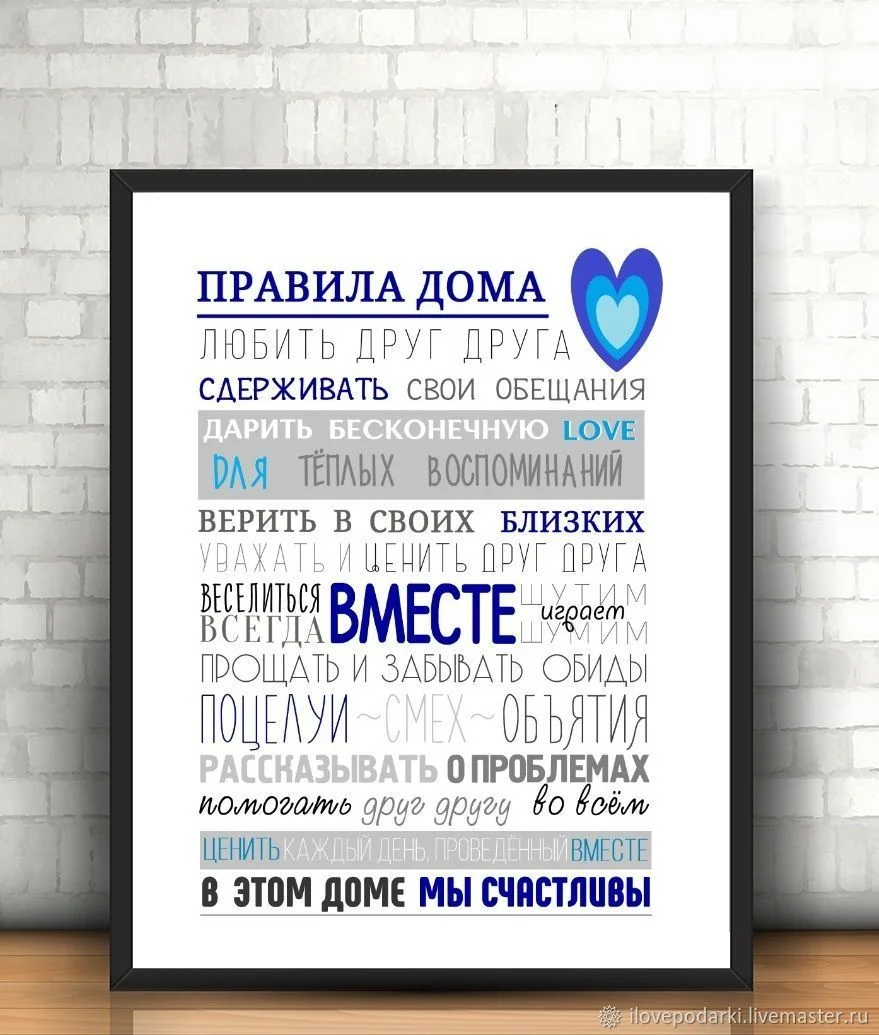 ПРАВИЛА ДОМА
ЛЮБИТЬ ДРУГ ДРУГА
СДЕРЖИВАТЬ СВОИ ОБЕЩАНИЯ
ДАРИТЬ БЕСКОНЕЧНУЮ LOVE
ДЛЯ ТЁПЛЫХ ВОСПОМИНАНИЙ
ВЕРИТЬ В СВОИХ БЛИЗКИХ
УВАЖАТЬ И ЦЕНИТЬ ДРУГ ДРУГА
ВЕСЕЛИТЬСЯ
ВСЕГДА
ВМЕСТЕ
ШУТИМ
играем
ШУМИМ
ПРОЩАТЬ И ЗАБЫВАТЬ ОБИДЫ
ПОЦЕЛУИ ~СМЕХ~ ОБЪЯТИЯ
РАССКАЗЫВАТЬ О ПРОБЛЕМАХ
помогать друг другу во всём
ЦЕНИТЬ КАЖДЫЙ ДЕНЬ, ПРОВЕДЁННЫЙ ВМЕСТЕ
В ЭТОМ ДОМЕ МЫ СЧАСТЛИВЫ
ilovepodarki.livemaster.ru